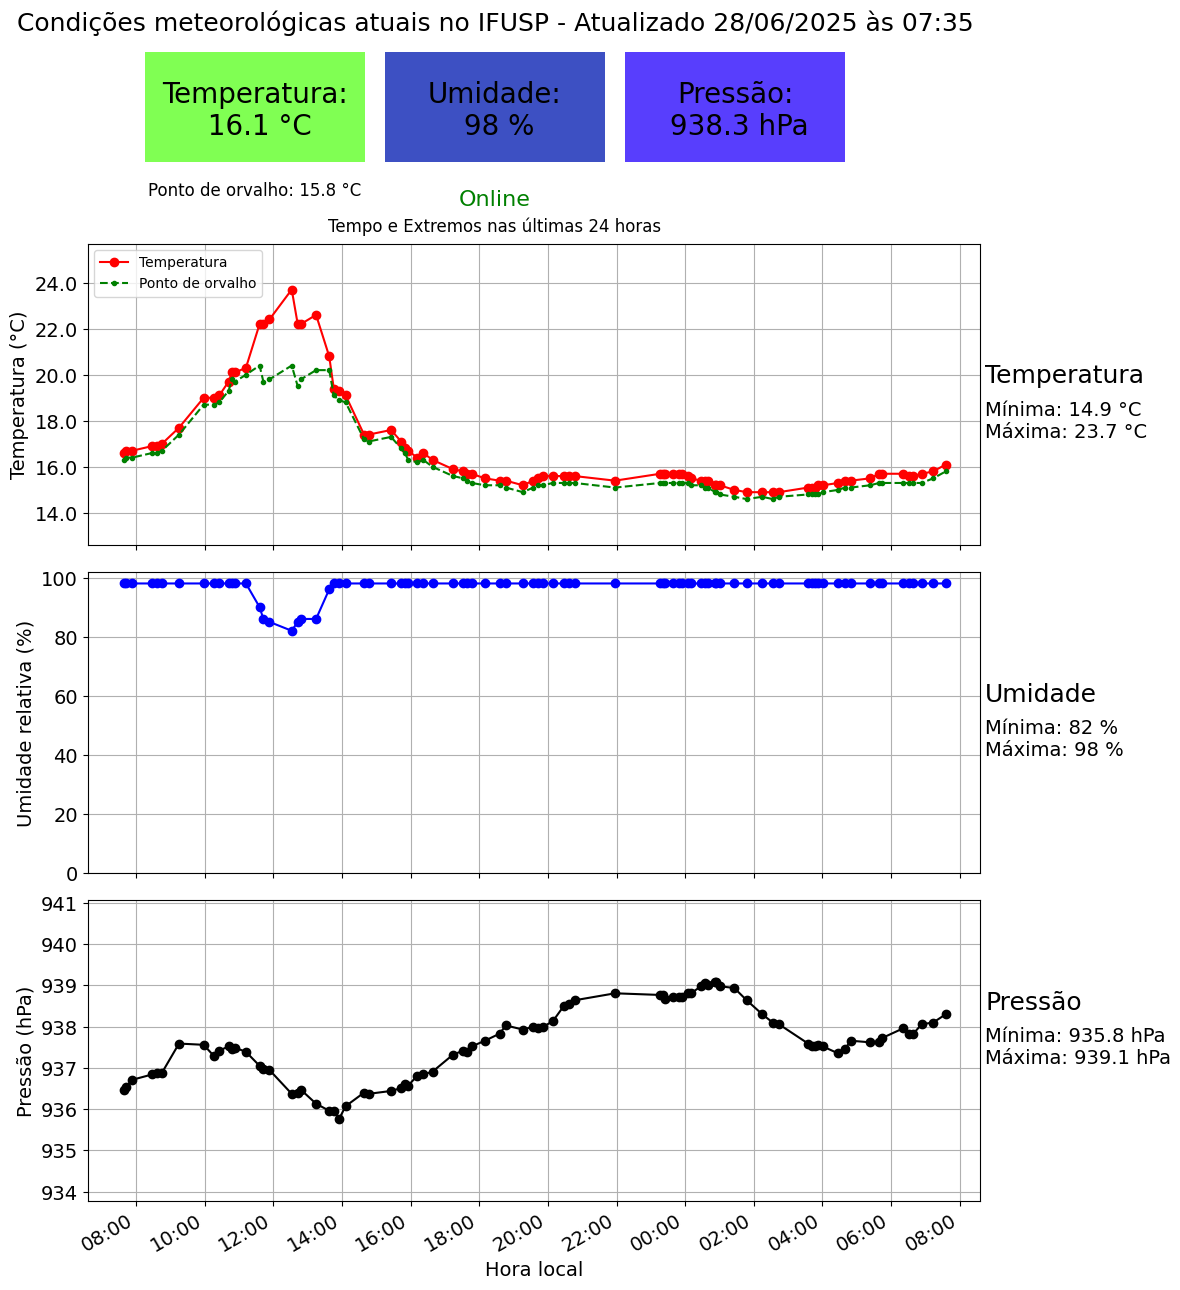 Condições meteorológicas atuais no IFUSP - Atualizado 28/06/2025 às 07:35
Temperatura:
16.1 °C
Umidade:
98 %
Pressão:
938.3 hPa
Ponto de orvalho: 15.8 °C
Online
Tempo e Extremos nas últimas 24 horas
Temperatura
Ponto de orvalho
Temperatura (°C)
24.0
22.0
20.0
18.0
16.0
14.0
Temperatura
Mínima: 14.9 °C
Máxima: 23.7 °C
Umidade relativa (%)
100
80
60
40
20
0
Umidade
Mínima: 82 %
Máxima: 98 %
Pressão (hPa)
941
940
939
938
937
936
935
934
Pressão
Mínima: 935.8 hPa
Máxima: 939.1 hPa
08:00
10:00
12:00
14:00
16:00
18:00
20:00
22:00
00:00
02:00
04:00
06:00
08:00
Hora local